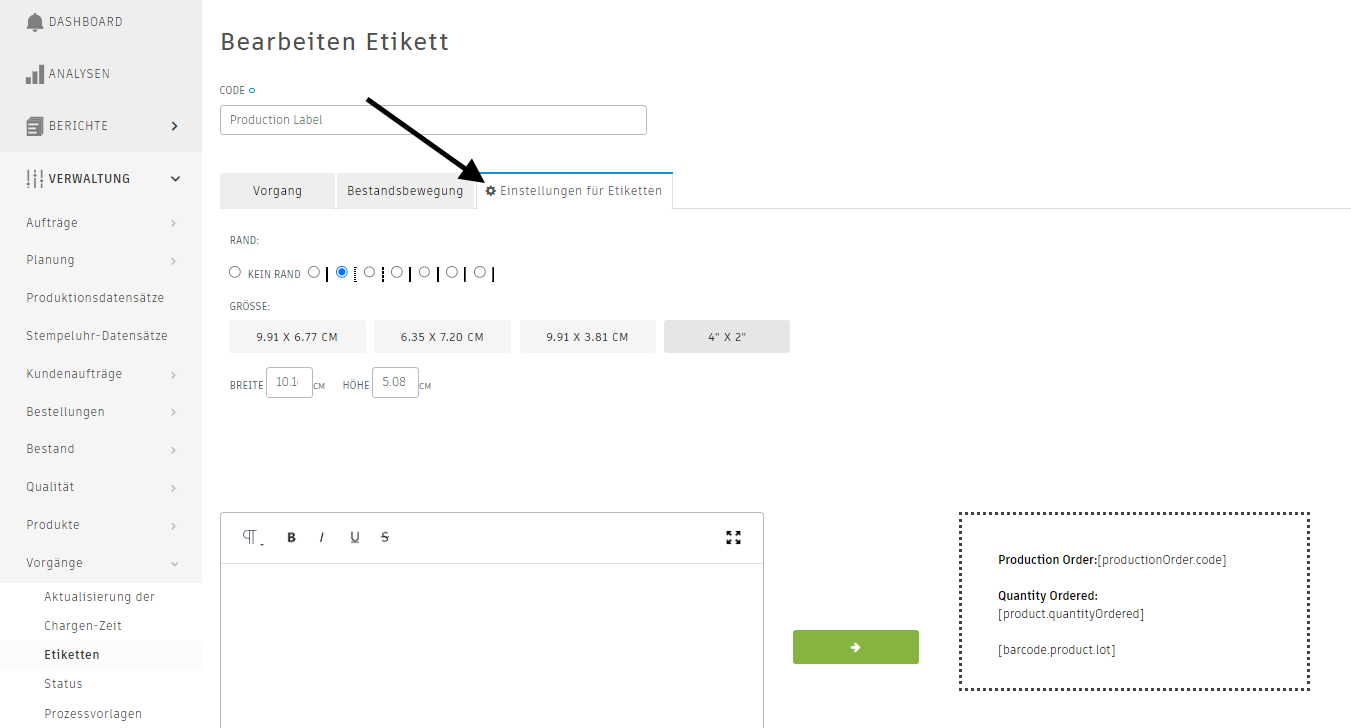 DASHBOARD
ANALYSEN
BERICHTE
VERWALTUNG
Aufträge
Planung
Produktionsdatensätze
Stempeluhr-Datensätze
Kundenaufträge
Bestellungen
Bestand
Qualität
Produkte
Vorgänge
Aktualisierung der
Chargen-Zeit
Etiketten
Status
Prozessvorlagen
Bearbeiten Etikett
CODE
Production Label
Vorgang Bestandsbewegung Einstellungen für Etiketten
RAND:
KEIN RAND
GRÖSSE:
9.91 X 6.77 CM 6.35 X 7.20 CM 9.91 X 3.81 CM 4" X 2"
BREITE 10.1 CM HÖHE 5.08 CM
B I U S
Production Order:[productionOrder.code]
Quantity Ordered:
[product.quantityOrdered]
[barcode.product.lot]